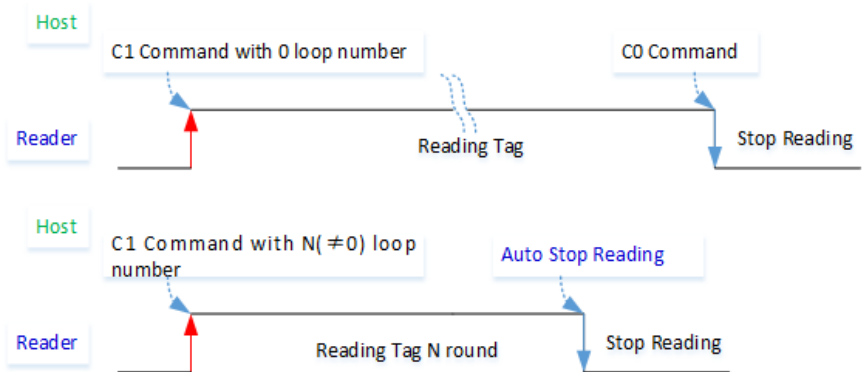 Host
C1 Command with 0 loop number
C0 Command
Reader
Reading Tag
Stop Reading
Host
C1 Command with N(≠0) loop
number
Auto Stop Reading
Reader
Reading Tag N round
Stop Reading